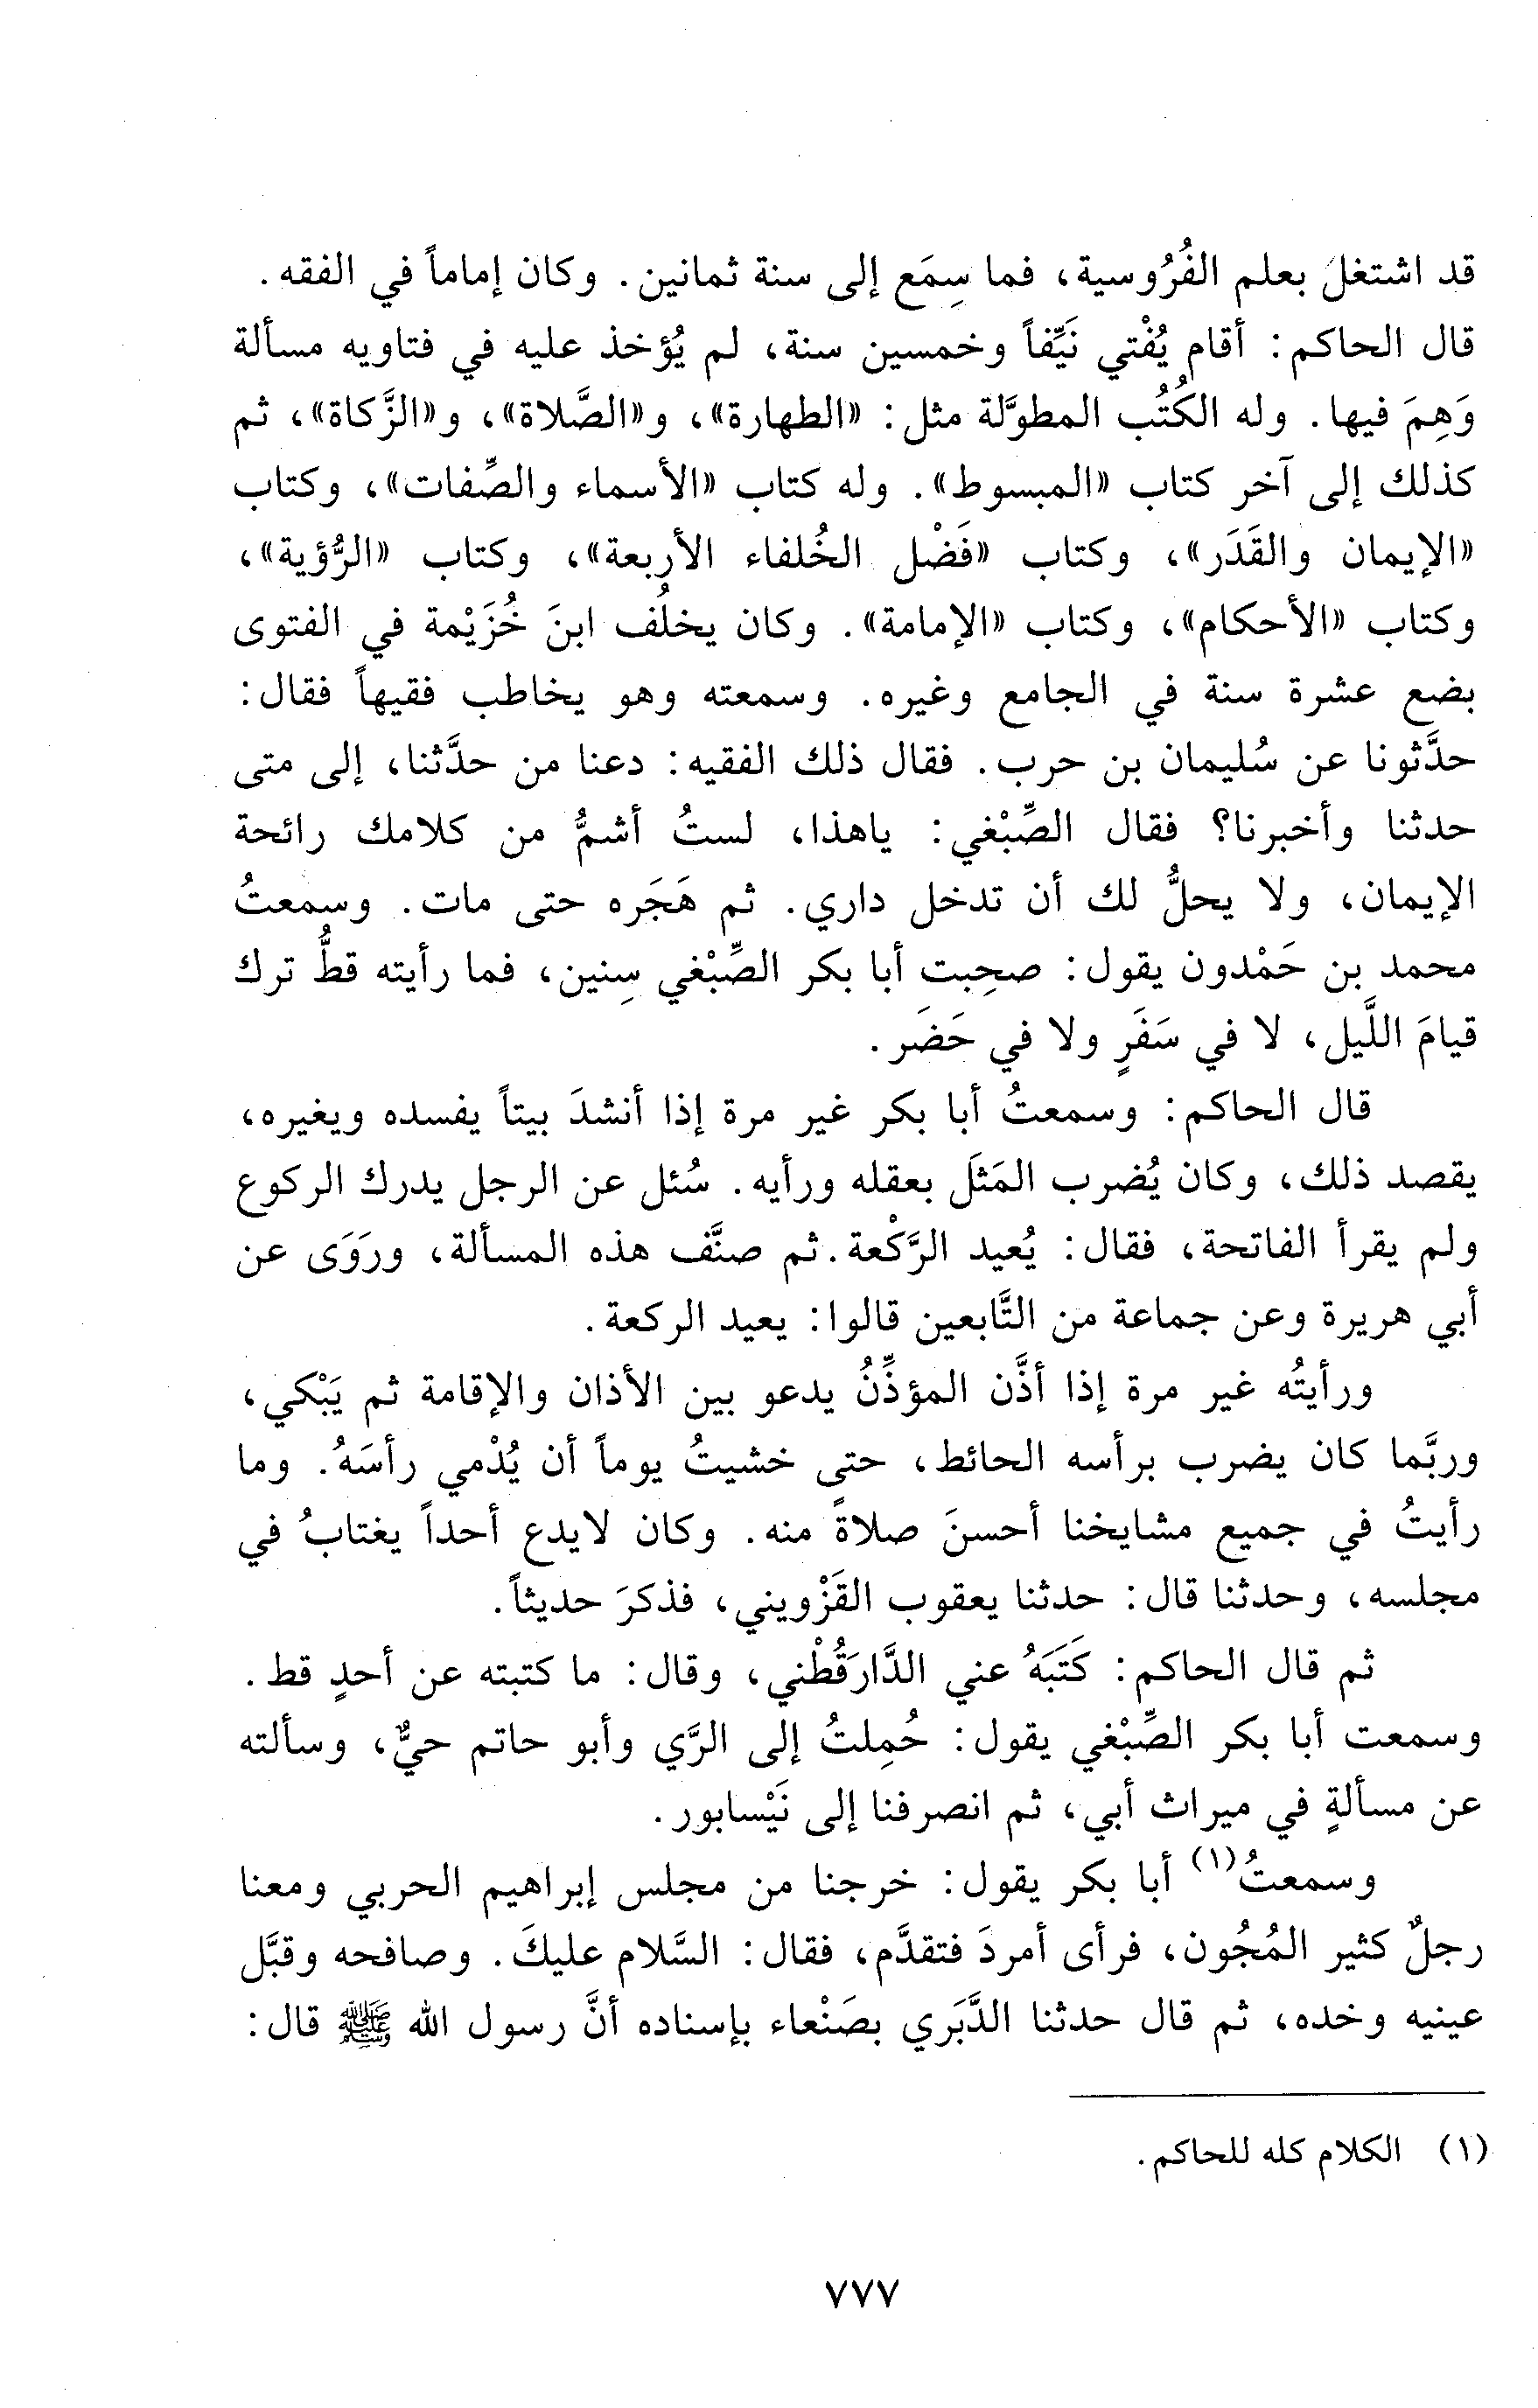 قد اشتغلَ بعلم الفُرُوسية، فما سِمَع إلى سنة ثمانين. وكان إماماً في الفقه.
قال الحاكم: أقام يُفْتي نَيِّفاً وخمسين سنة، لم يُؤخذ عليه في فتاويه مسألة
وَهِمَ فيها. وله الكُتُب المطوَّلة مثل: «الطهارة»، و«الصَّلاة»، و«الزَّكاة»، ثم
كذلك إلى آخر كتاب «المبسوط». وله كتاب «الأسماء والصِّفات»، وكتاب
«الإيمان والقَدَر»، وكتاب «فَضْل الخُلفاء الأربعة»، وكتاب «الرُّؤية»،
وكتاب «الأحكام»، وكتاب «الإمامة». وكان يخلُف ابنَ خُزَيْمة في الفتوى
بضع عشرة سنة في الجامع وغيره. وسمعته وهو يخاطب فقيهاً فقال:
حدَّثونا عن سُليمان بن حرب. فقال ذلك الفقيه: دعنا من حدَّثنا، إلى متى
حدثنا وأخبرنا؟ فقال الصِّبْغي: ياهذا، لستُ أشمُّ من كلامك رائحة
الإيمان، ولا يحلُّ لك أن تدخل داري. ثم هَجَره حتى مات. وسمعتُ
محمد بن حَمْدون يقول: صحِبت أبا بكر الصِّبْغي سِنين، فما رأيته قطُّ ترك
قيامَ اللَّيل، لا في سَفَرٍ ولا في حَضَر.
قال الحاكم: وسمعتُ أبا بكر غير مرة إذا أنشدَ بيتاً يفسده ويغيره،
يقصد ذلك، وكان يُضرب المَثَل بعقله ورأيه. سُئل عن الرجل يدرك الركوع
ولم يقرأ الفاتحة، فقال: يُعيد الرَّكْعة. ثم صنَّف هذه المسألة، ورَوَى عن
أبي هريرة وعن جماعة من التَّابعين قالوا: يعيد الركعة.
ورأيتُه غير مرة إذا أذَّن المؤذِّنُ يدعو بين الأذان والإقامة ثم يَبْكي،
وربَّما كان يضرب برأسه الحائط، حتى خشيتُ يوماً أن يُدْمي رأسَهُ. وما
رأيتُ في جميع مشايخنا أحسنَ صلاةً منه. وكان لايدع أحداً يغتابُ في
مجلسه، وحدثنا قال: حدثنا يعقوب القَزْويني، فذكرَ حديثاً.
ثم قال الحاكم: كَتَبَهُ عني الدَّارَقُطْني، وقال: ما كتبته عن أحدٍ قط.
وسمعت أبا بكر الصِّبْغي يقول: حُمِلتُ إلى الرَّي وأبو حاتم حيٌّ، وسألته
عن مسألةٍ في ميراث أبي، ثم انصرفنا إلى نَيْسابور.
وسمعتُ(١) أبا بكر يقول: خرجنا من مجلس إبراهيم الحربي ومعنا
رجلٌ كثير المُجُون، فرأى أمردَ فتقدَّم، فقال: السَّلام عليكَ. وصافحه وقبَّل
عينيه وخده، ثم قال حدثنا الدَّبَري بصَنْعاء بإسناده أنَّ رسول الله ﷺ قال:
(١) الكلام كله للحاكم.
٧٧٧